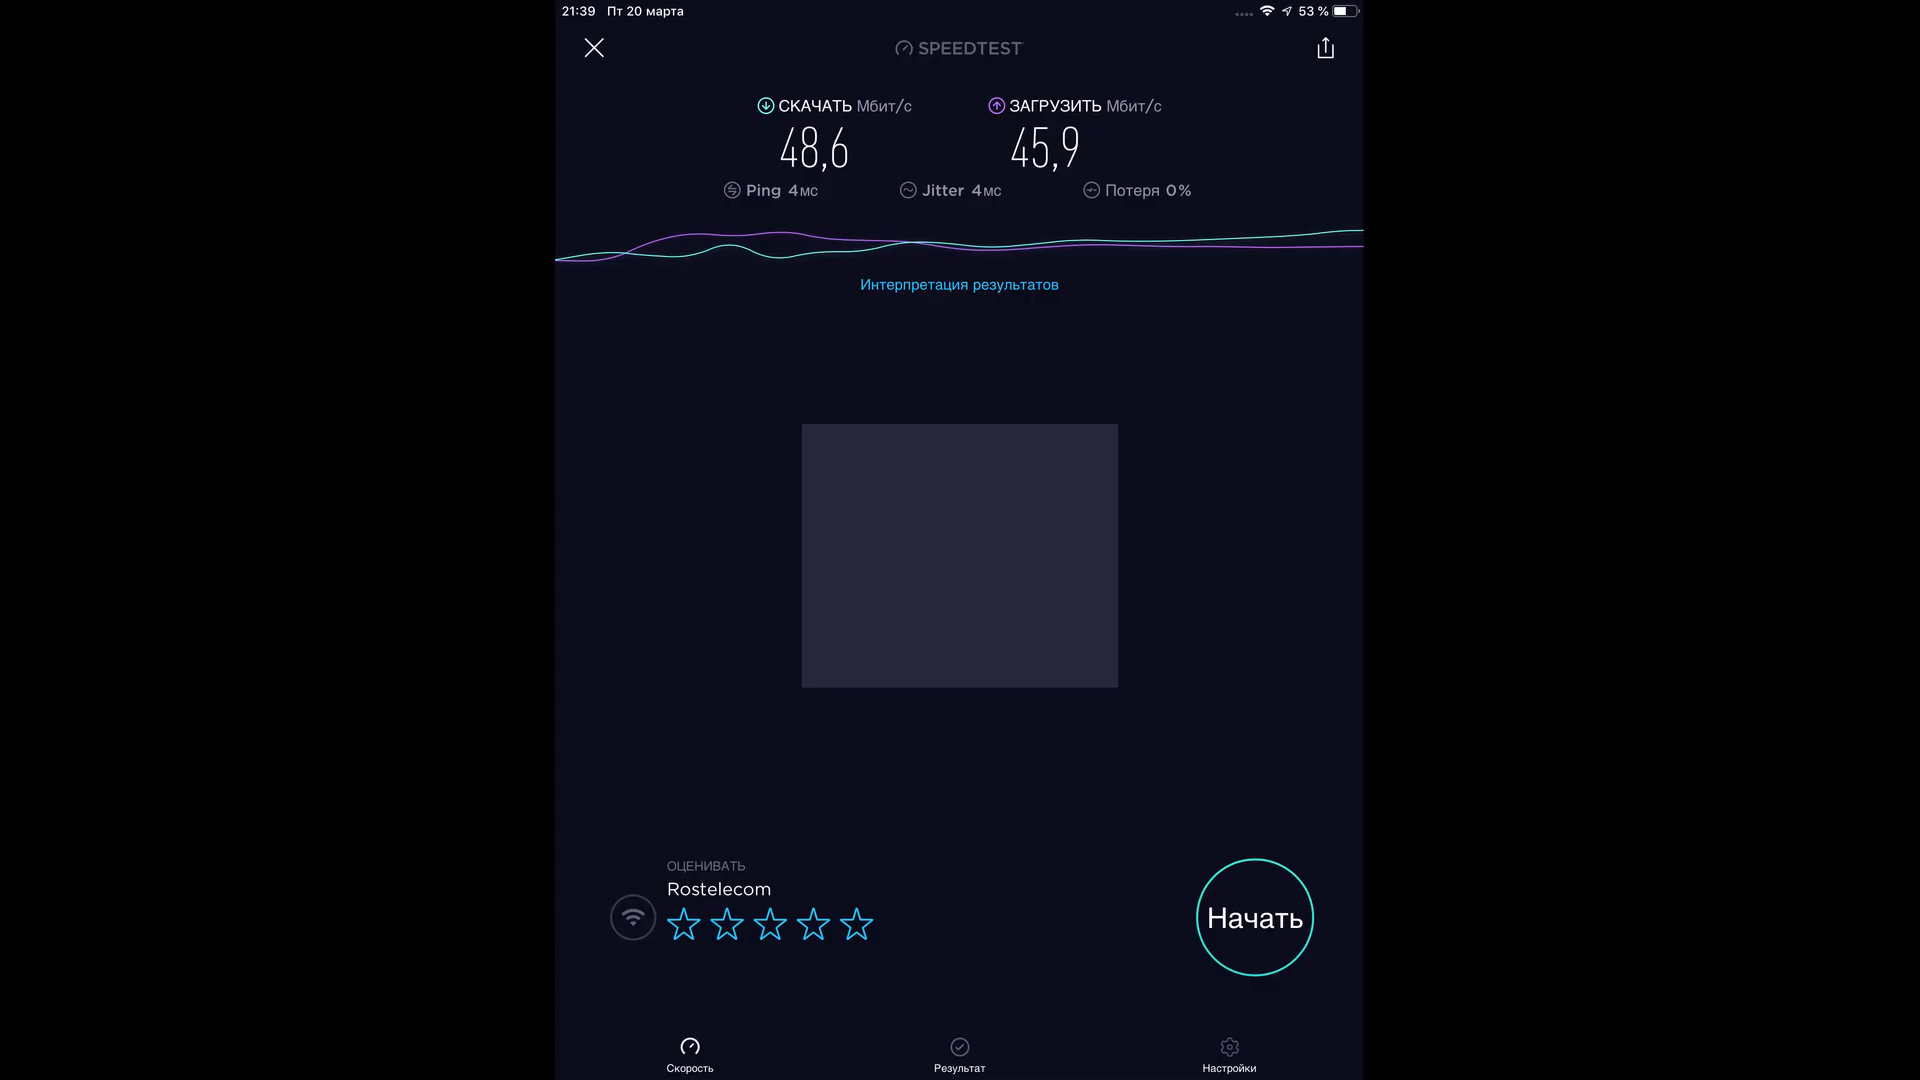 21:39 Пт 20 марта 53 %
SPEEDTEST
СКАЧАТЬ Мбит/с ЗАГРУЗИТЬ Мбит/с
48,6 45,9
Ping 4мс Jitter 4мс Потеря 0%
Интерпретация результатов
ОЦЕНИВАТЬ
Rostelecom
Начать
Скорость Результат Настройки